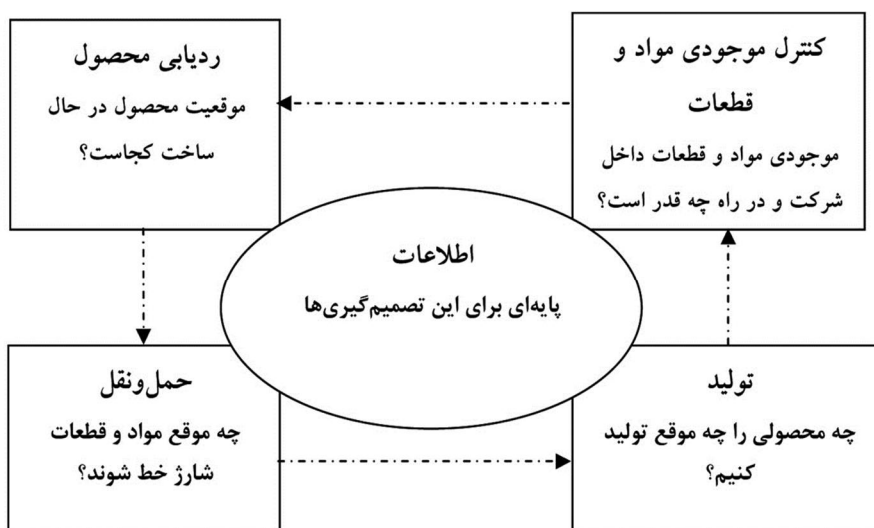 کنترل موجودی مواد و
قطعات
موجودی مواد و قطعات داخل
شرکت و در راه چه قدر است؟
ردیابی محصول
موقعیت محصول در حال
ساخت کجاست؟
اطلاعات
پایه‌ای برای این تصمیم‌گیری‌ها
تولید
چه محصولی را چه موقع تولید
کنیم؟
حمل‌ونقل
چه موقع مواد و قطعات
شارژ خط شوند؟